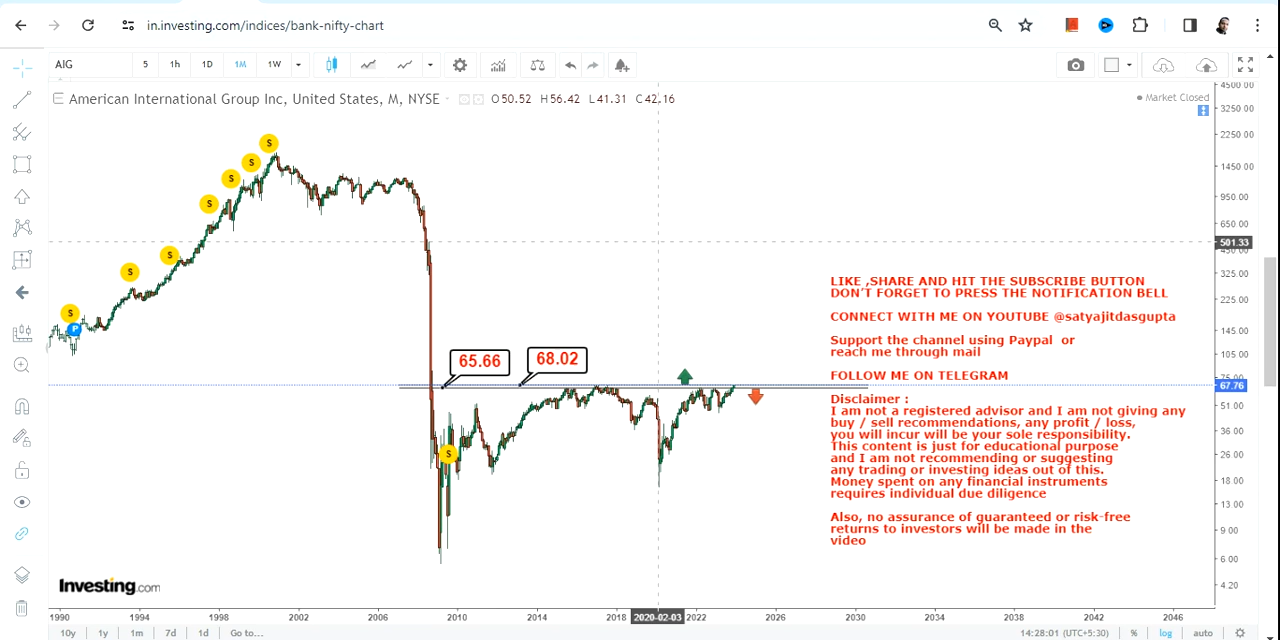 in.investing.com/indices/bank-nifty-chart
AIG 5 1h 1D 1M 1W
American International Group Inc, United States, M, NYSE O50.52 H56.42 L41.31 C42.16
Market Closed
4500.00
3250.00
2250.00
1450.00
950.00
650.00
501.33
325.00
225.00
145.00
105.00
75.00
67.76
51.00
36.00
26.00
18.00
13.00
9.00
6.00
4.20
S
S
S
S
S
S
S
S
P
S
65.66
68.02
LIKE ,SHARE AND HIT THE SUBSCRIBE BUTTON
DON'T FORGET TO PRESS THE NOTIFICATION BELL
CONNECT WITH ME ON YOUTUBE @satyajitdasgupta
Support the channel using Paypal or
reach me through mail
FOLLOW ME ON TELEGRAM
Disclaimer :
I am not a registered advisor and I am not giving any
buy / sell recommendations, any profit / loss,
you will incur will be your sole responsibility.
This content is just for educational purpose
and I am not recommending or suggesting
any trading or investing ideas out of this.
Money spent on any financial instruments
requires individual due diligence
Also, no assurance of guaranteed or risk-free
returns to investors will be made in the
video
Investing.com
1990 1994 1998 2002 2006 2010 2014 2018 2020-02-03 2022 2026 2030 2034 2038 2042 2046
10y 1y 1m 7d 1d Go to... 14:28:01 (UTC+5:30) % log auto